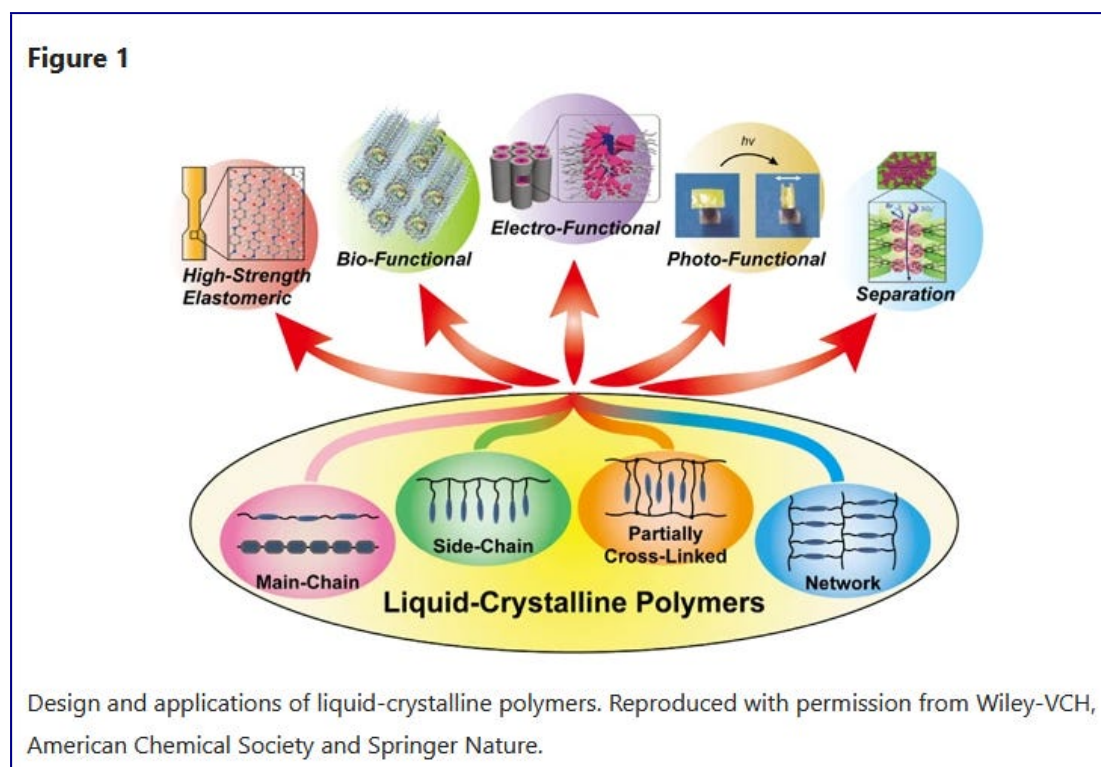 Figure 1
High-Strength
Elastomeric
Bio-Functional
Electro-Functional
hν
Photo-Functional
Separation
Main-Chain
Side-Chain
Partially
Cross-Linked
Network
Liquid-Crystalline Polymers
Design and applications of liquid-crystalline polymers. Reproduced with permission from Wiley-VCH,
American Chemical Society and Springer Nature.